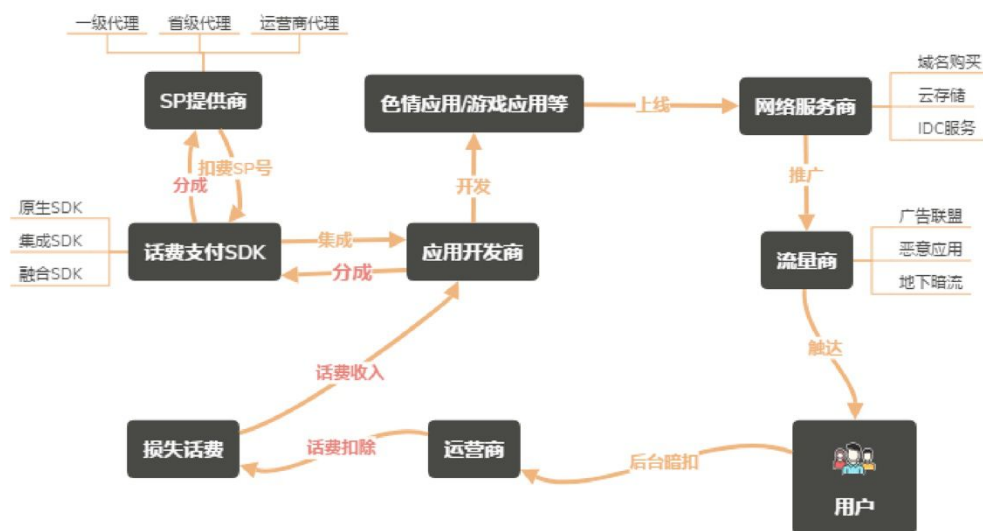 一级代理
省级代理
运营商代理
SP提供商
色情应用/游戏应用等
上线
网络服务商
域名购买
云存储
IDC服务
扣费SP号
分成
开发
推广
原生SDK
集成SDK
融合SDK
话费支付SDK
集成
分成
应用开发商
流量商
广告联盟
恶意应用
地下暗流
触达
话费收入
损失话费
话费扣除
运营商
后台暗扣
用户